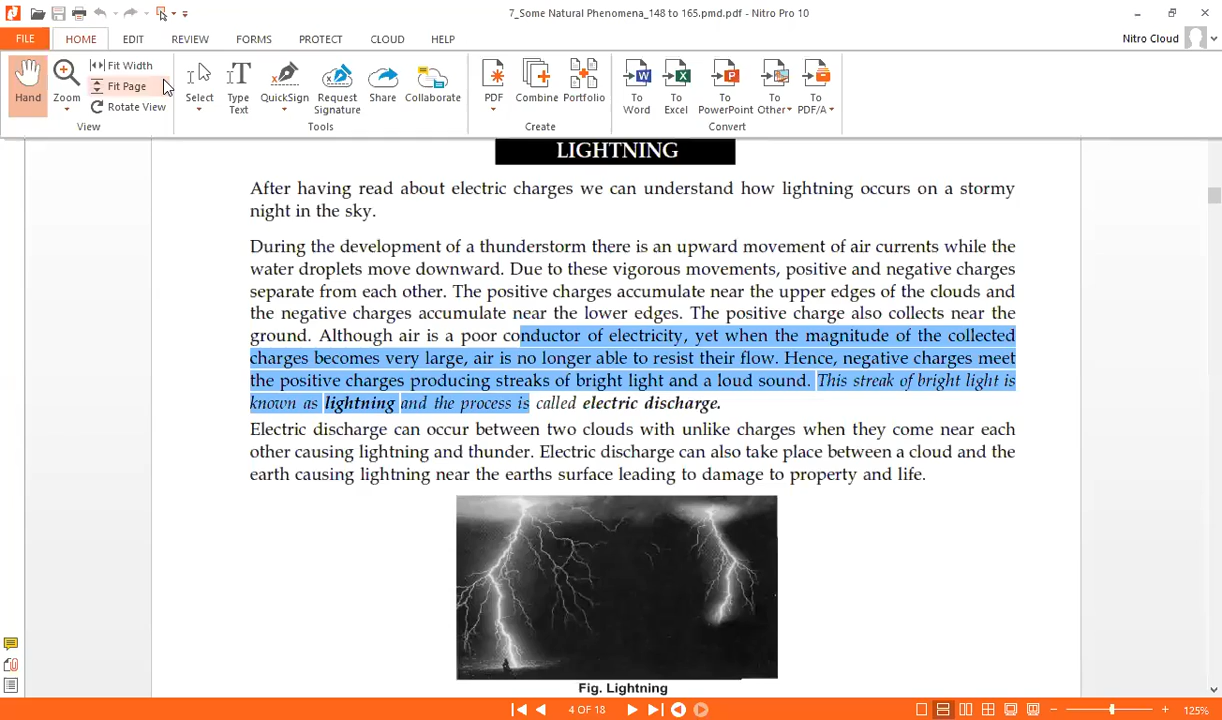 7_Some Natural Phenomena_148 to 165.pmd.pdf - Nitro Pro 10
FILE HOME EDIT REVIEW FORMS PROTECT CLOUD HELP Nitro Cloud
Hand
Zoom
Fit Width
Fit Page
Rotate View
View
Select
Type Text
QuickSign
Request Signature
Share
Collaborate
Tools
PDF
Combine
Portfolio
Create
To Word
To Excel
To PowerPoint
To Other
To PDF/A
Convert
LIGHTNING
After having read about electric charges we can understand how lightning occurs on a stormy
night in the sky.
During the development of a thunderstorm there is an upward movement of air currents while the
water droplets move downward. Due to these vigorous movements, positive and negative charges
separate from each other. The positive charges accumulate near the upper edges of the clouds and
the negative charges accumulate near the lower edges. The positive charge also collects near the
ground. Although air is a poor conductor of electricity, yet when the magnitude of the collected
charges becomes very large, air is no longer able to resist their flow. Hence, negative charges meet
the positive charges producing streaks of bright light and a loud sound. This streak of bright light is
known as lightning and the process is called electric discharge.
Electric discharge can occur between two clouds with unlike charges when they come near each
other causing lightning and thunder. Electric discharge can also take place between a cloud and the
earth causing lightning near the earths surface leading to damage to property and life.
Fig. Lightning
4 OF 18
125%